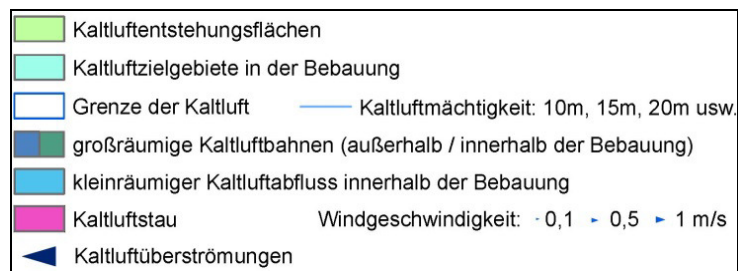 Kaltluftentstehungsflächen
Kaltluftzielgebiete in der Bebauung
Grenze der Kaltluft Kaltluftmächtigkeit: 10m, 15m, 20m usw.
großräumige Kaltluftbahnen (außerhalb / innerhalb der Bebauung)
kleinräumiger Kaltluftabfluss innerhalb der Bebauung
Kaltluftstau Windgeschwindigkeit: 0,1 0,5 1 m/s
Kaltluftüberströmungen